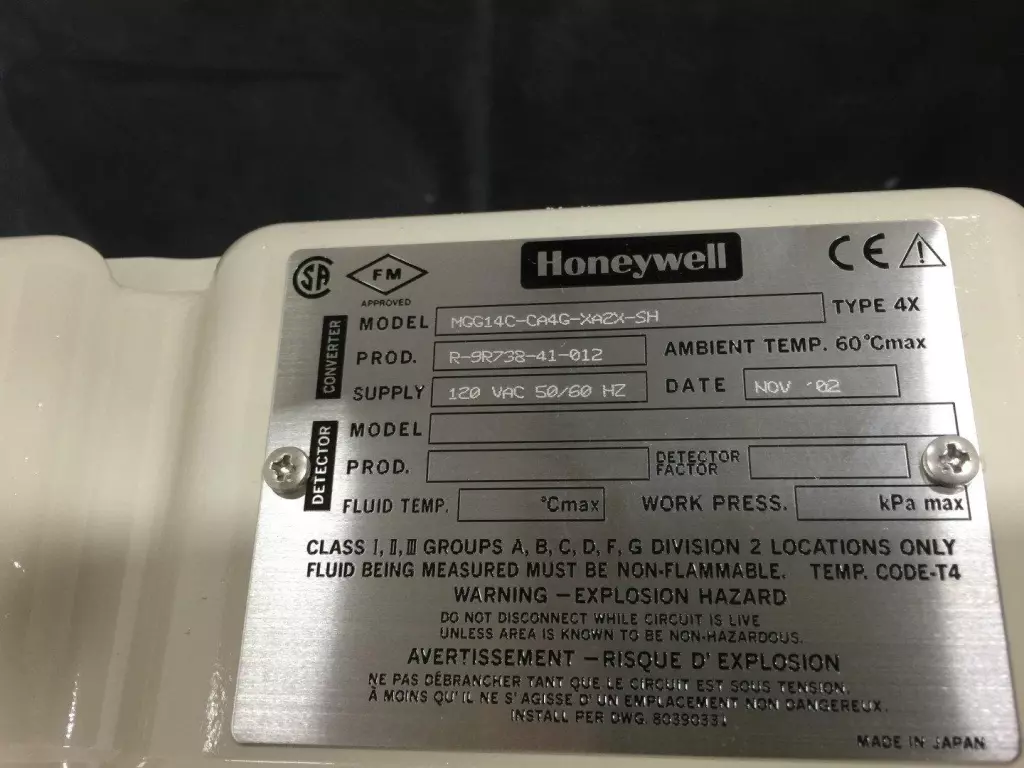 SA FM Honeywell CE
APPROVED
CONVERTER
MODEL MGG14C-CA4G-XA2X-SH TYPE 4X
PROD. R-9R738-41-012 AMBIENT TEMP. 60°Cmax
SUPPLY 120 VAC 50/60 HZ DATE NOV '02
DETECTOR
MODEL
PROD. DETECTOR FACTOR
FLUID TEMP. °Cmax WORK PRESS. kPa max
CLASS I, II, III GROUPS A, B, C, D, F, G DIVISION 2 LOCATIONS ONLY
FLUID BEING MEASURED MUST BE NON-FLAMMABLE. TEMP. CODE-T4
WARNING – EXPLOSION HAZARD
DO NOT DISCONNECT WHILE CIRCUIT IS LIVE
UNLESS AREA IS KNOWN TO BE NON-HAZARDOUS.
AVERTISSEMENT – RISQUE D' EXPLOSION
NE PAS DÉBRANCHER TANT QUE LE CIRCUIT EST SOUS TENSION,
À MOINS QU'IL NE S'AGISSE D'UN EMPLACEMENT NON DANGEREUX.
INSTALL PER DWG. 80390331
MADE IN JAPAN